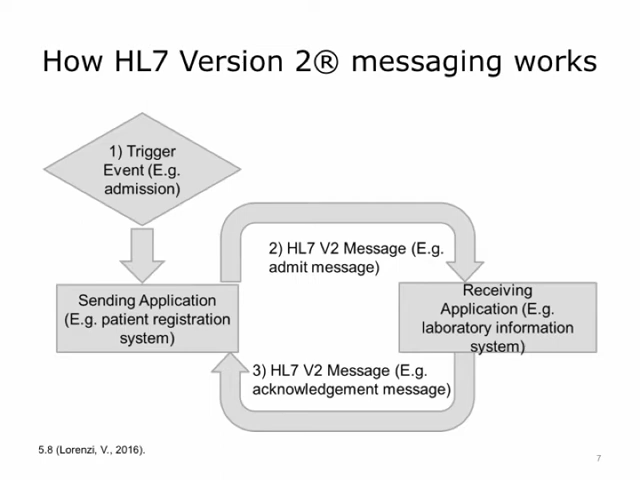 How HL7 Version 2® messaging works
1) Trigger
Event (E.g.
admission)
2) HL7 V2 Message (E.g.
admit message)
Sending Application
(E.g. patient registration
system)
Receiving
Application (E.g.
laboratory information
system)
3) HL7 V2 Message (E.g.
acknowledgement message)
5.8 (Lorenzi, V., 2016).
7